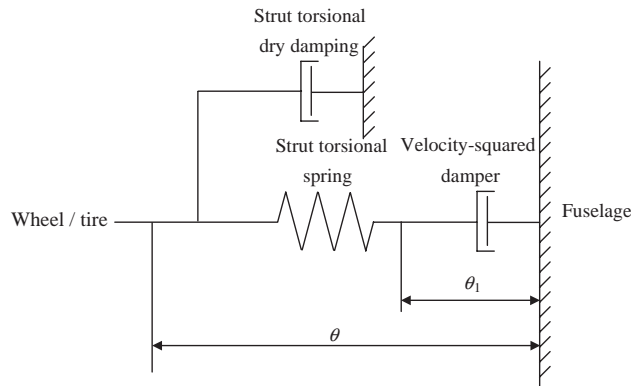 Strut torsional
dry damping
Strut torsional
spring
Velocity-squared
damper
Wheel / tire
Fuselage
θ₁
θ